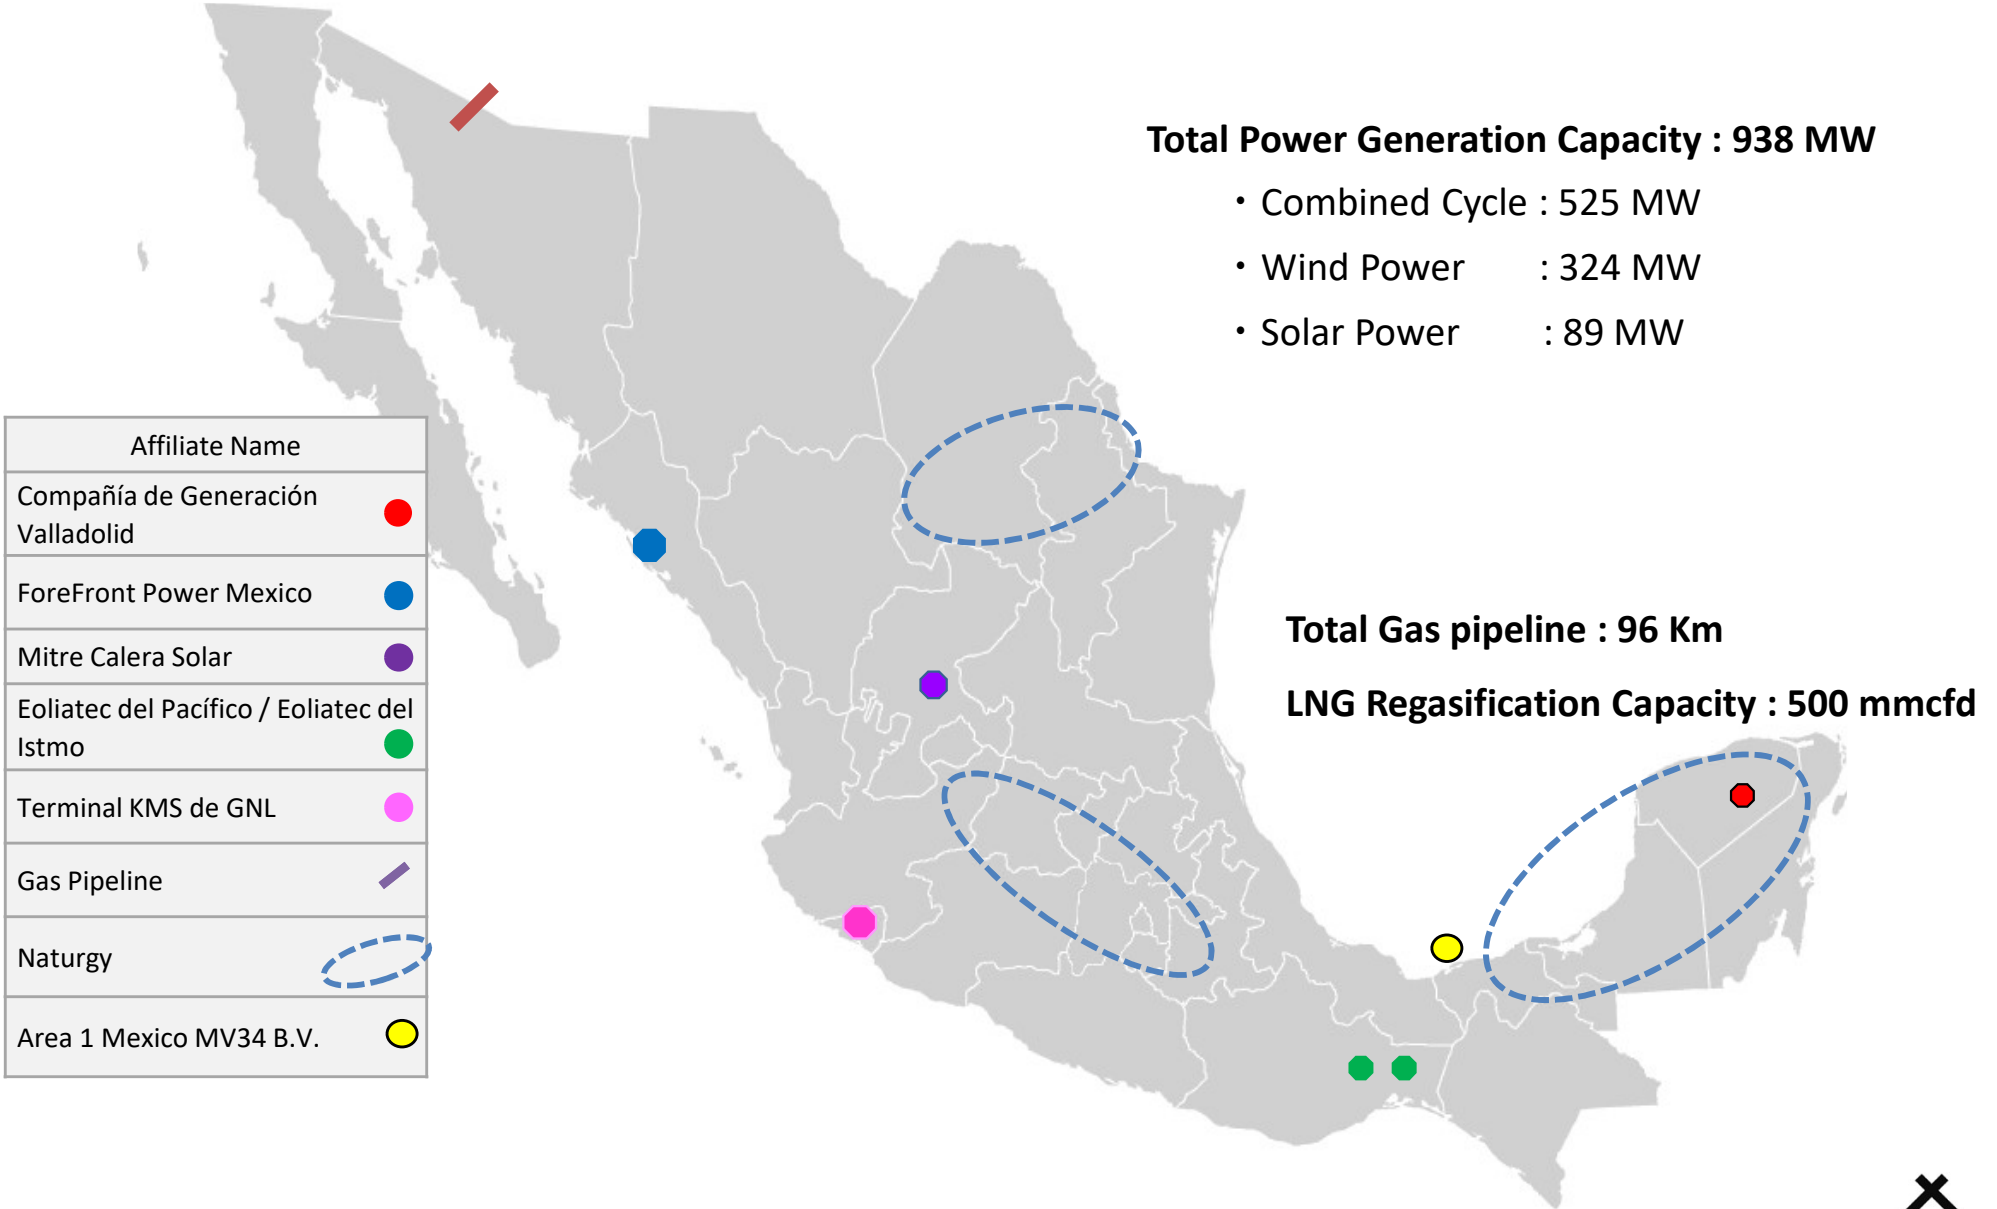 Total Power Generation Capacity : 938 MW
・Combined Cycle : 525 MW
・Wind Power : 324 MW
・Solar Power : 89 MW
Affiliate Name
Compañía de Generación
Valladolid
ForeFront Power Mexico
Mitre Calera Solar
Eoliatec del Pacífico / Eoliatec del
Istmo
Terminal KMS de GNL
Gas Pipeline
Naturgy
Area 1 Mexico MV34 B.V.
Total Gas pipeline : 96 Km
LNG Regasification Capacity : 500 mmcfd